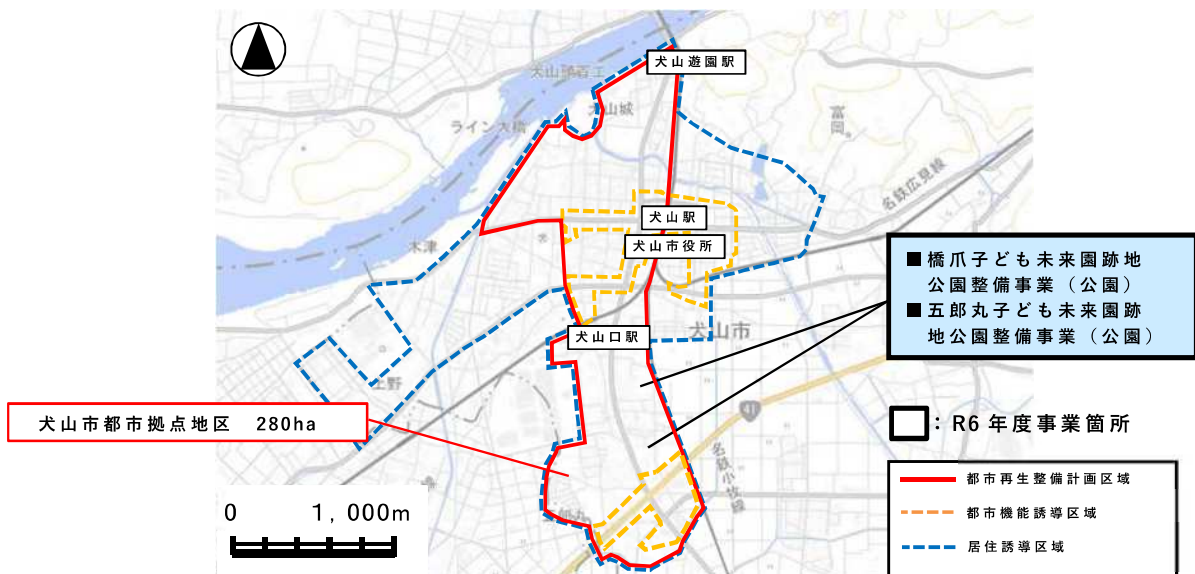 犬山遊園駅
犬山城
ライン大橋
富岡
名鉄広見線
犬山駅
犬山市役所
木津
■橋爪子ども未来園跡地
公園整備事業（公園）
■五郎丸子ども未来園跡
地公園整備事業（公園）
犬山市
犬山口駅
上野
41
：R6年度事業箇所
犬山市都市拠点地区 280ha
名鉄小牧線
都市再生整備計画区域
都市機能誘導区域
居住誘導区域
0 1,000m
五郎丸